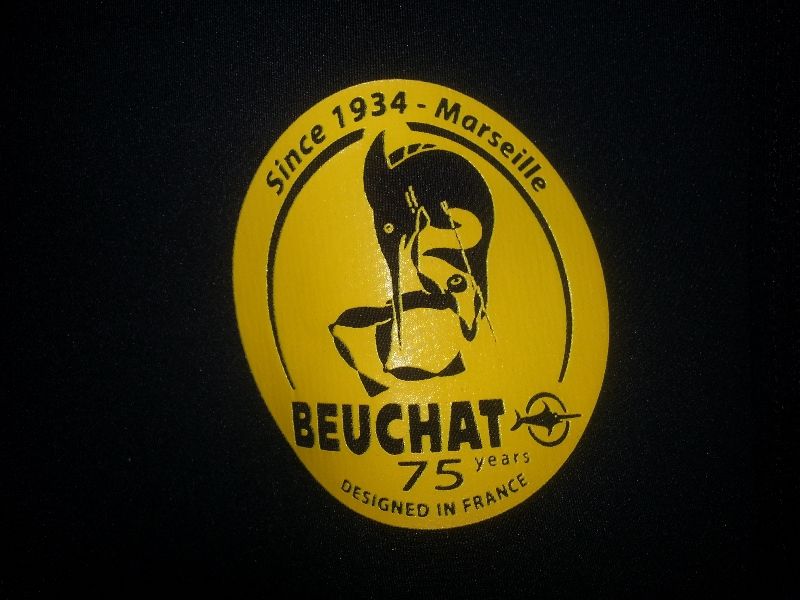 Since 1934 - Marseille
BEUCHAT
75 years
DESIGNED IN FRANCE